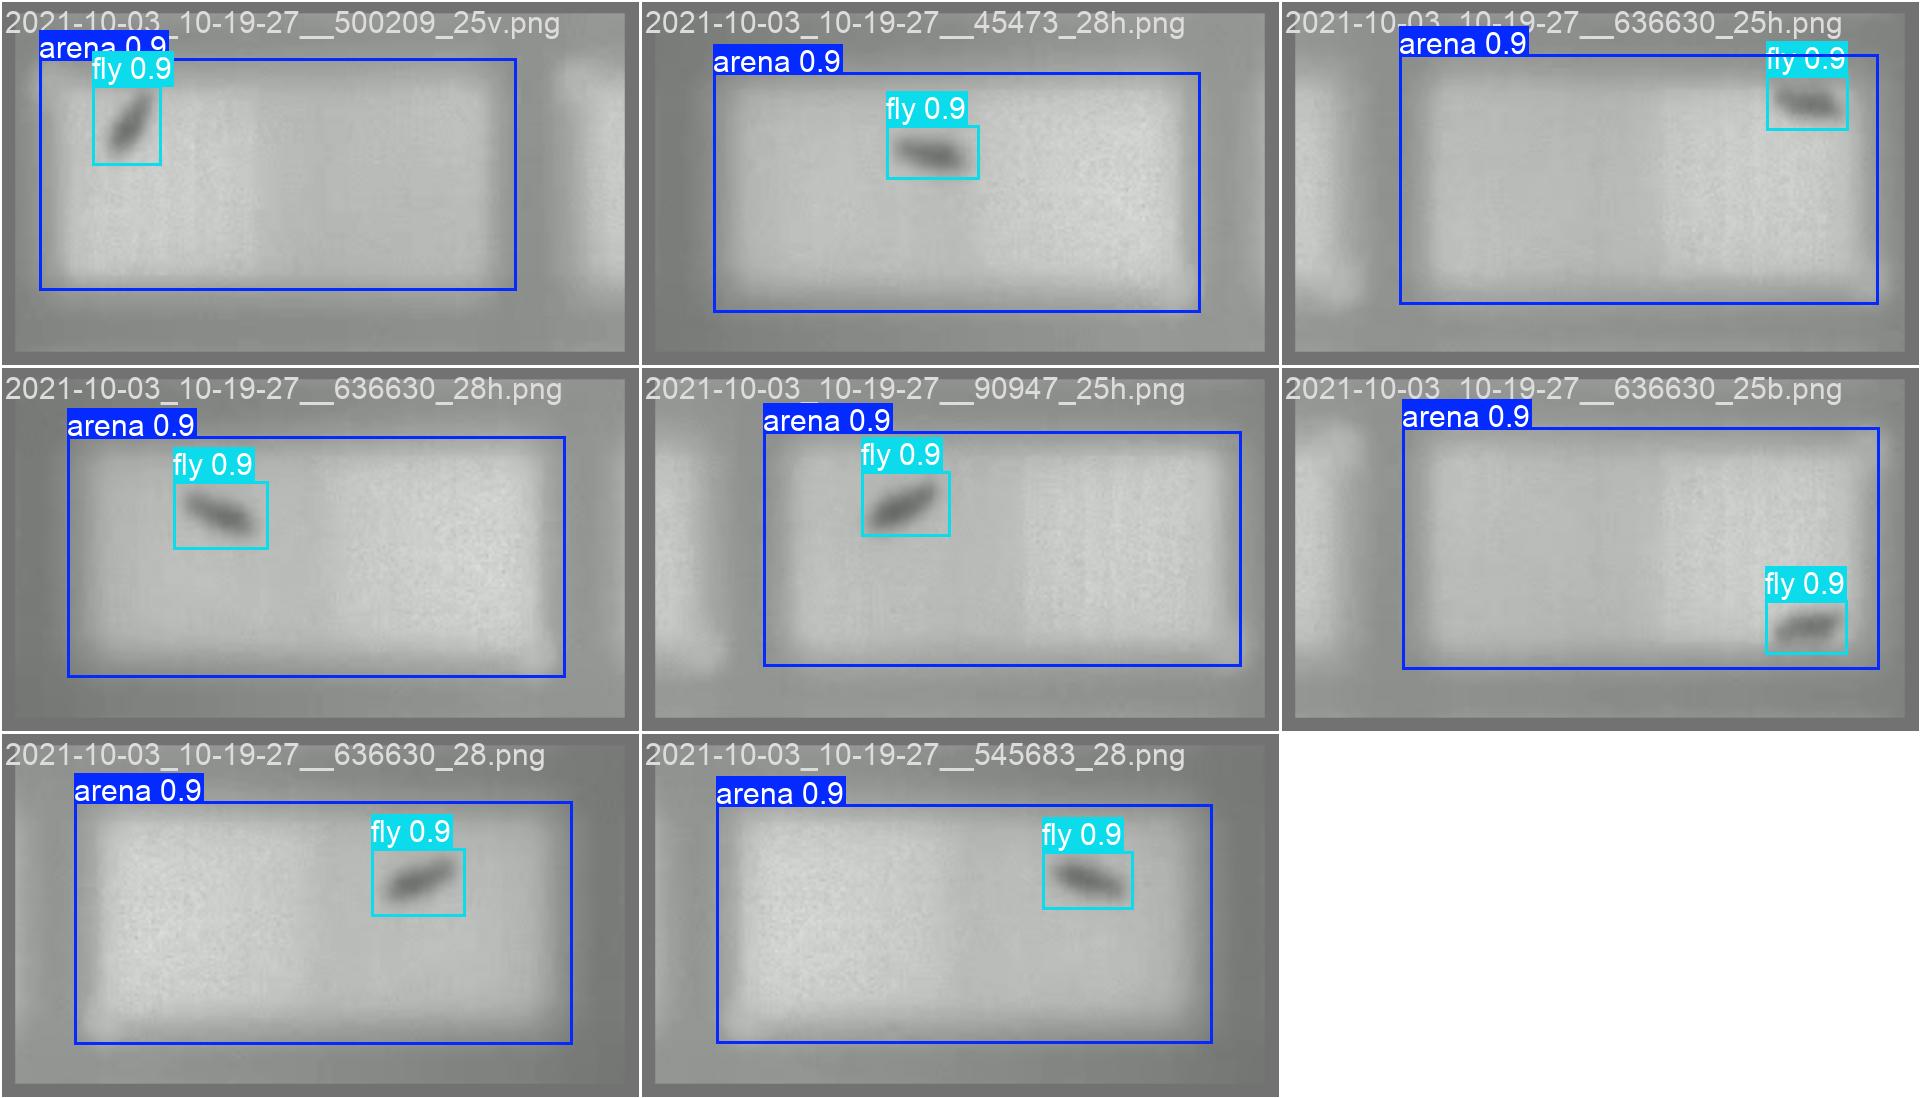 2021-10-03_10-19-27__500209_25v.png
arena 0.9
fly 0.9
2021-10-03_10-19-27__45473_28h.png
arena 0.9
fly 0.9
2021-10-03_10-19-27__636630_25h.png
arena 0.9
fly 0.9
2021-10-03_10-19-27__636630_28h.png
arena 0.9
fly 0.9
2021-10-03_10-19-27__90947_25h.png
arena 0.9
fly 0.9
2021-10-03_10-19-27__636630_25b.png
arena 0.9
fly 0.9
2021-10-03_10-19-27__636630_28.png
arena 0.9
fly 0.9
2021-10-03_10-19-27__545683_28.png
arena 0.9
fly 0.9